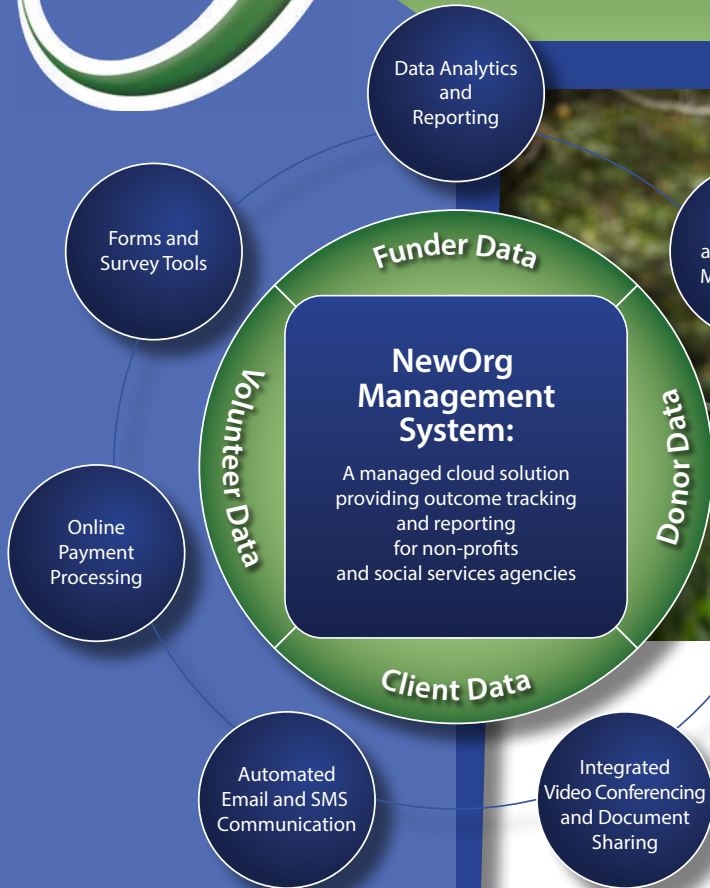 Data Analytics
and
Reporting
Forms and
Survey Tools
Funder Data
NewOrg
Management
System:
A managed cloud solution
providing outcome tracking
and reporting
for non-profits
and social services agencies
Volunteer Data
Donor Data
Client Data
Online
Payment
Processing
Automated
Email and SMS
Communication
Integrated
Video Conferencing
and Document
Sharing